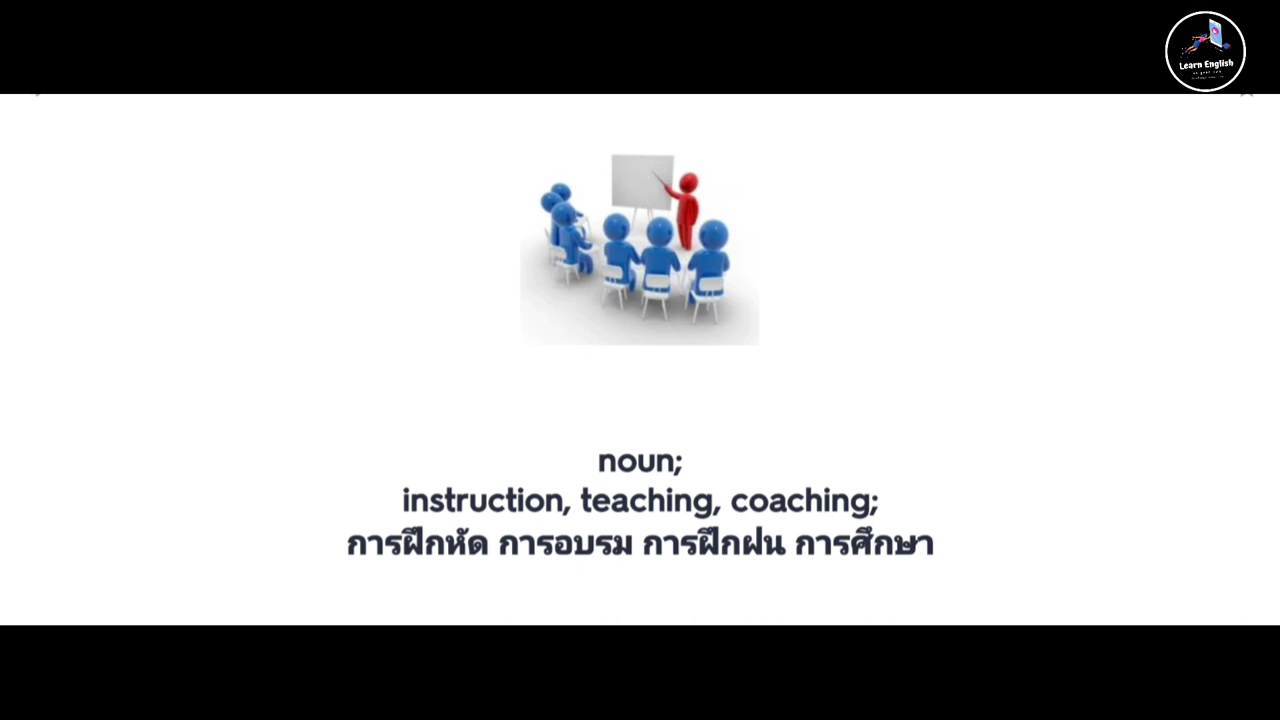 Learn English
noun;
instruction, teaching, coaching;
การฝึกหัด การอบรม การฝึกฝน การศึกษา